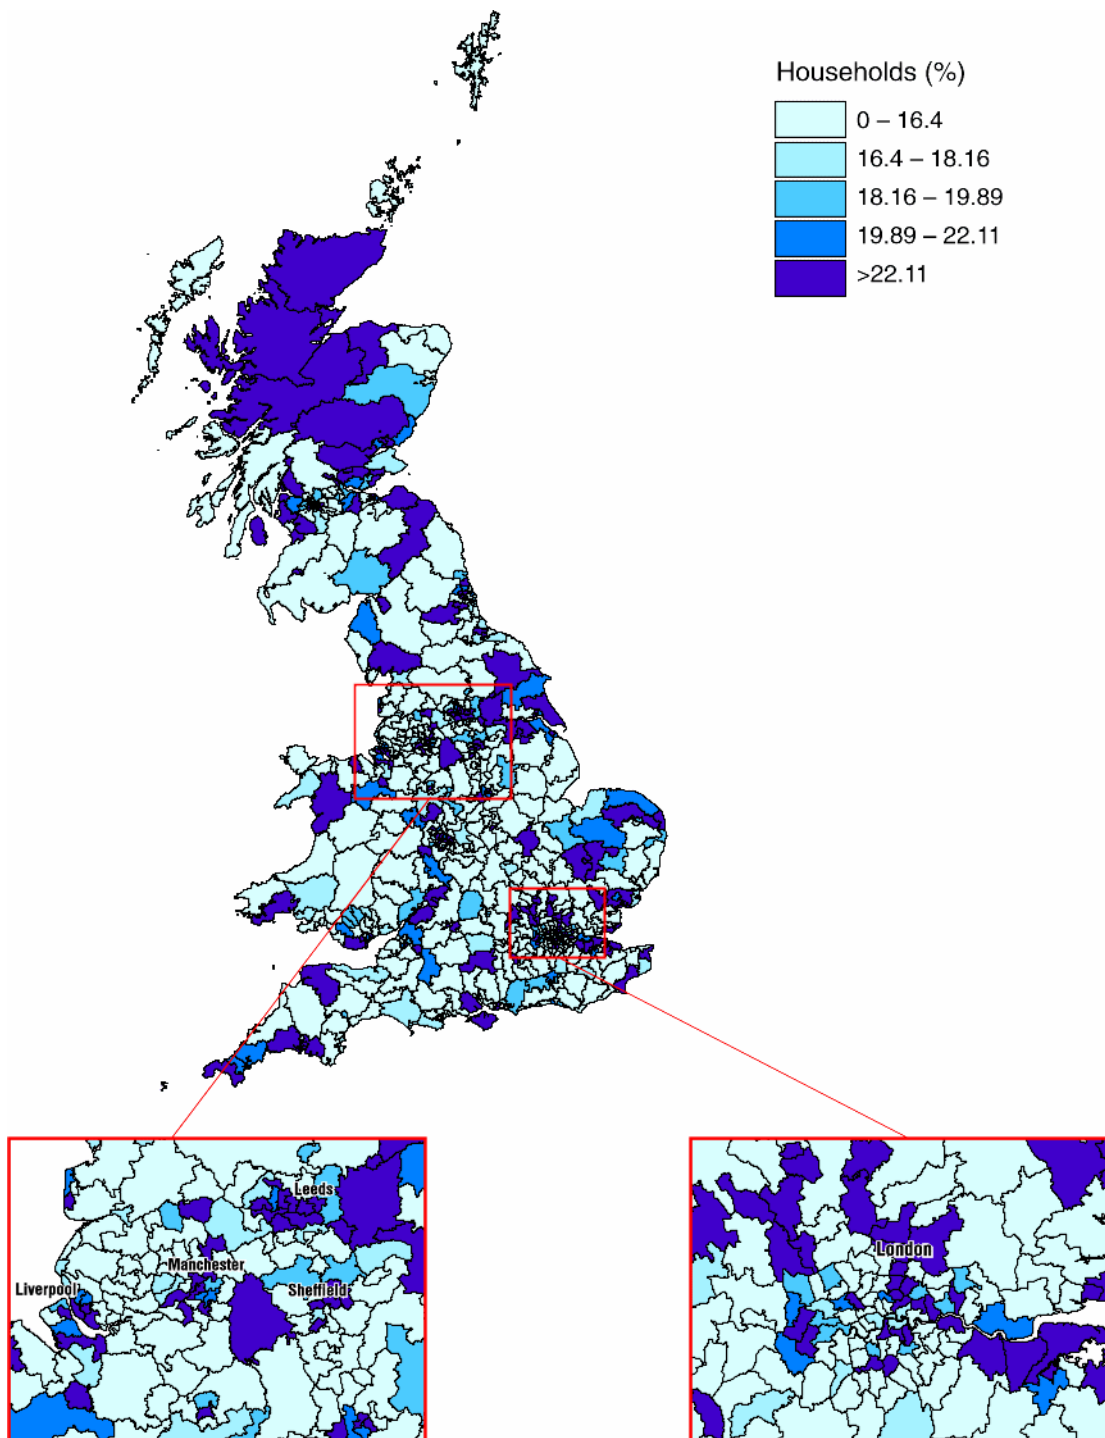 Households (%)
0 – 16.4
16.4 – 18.16
18.16 – 19.89
19.89 – 22.11
>22.11
Leeds
Manchester
Liverpool
Sheffield
London